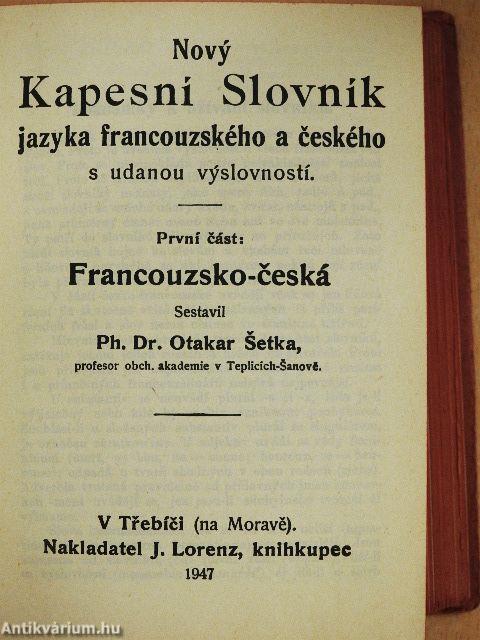 Nový
Kapesní Slovník
jazyka francouzského a českého
s udanou výslovností.
První část:
Francouzsko-česká
Sestavil
Ph. Dr. Otakar Šetka,
profesor obch. akademie v Teplicích-Šanově.
V Třebíči (na Moravě).
Nakladatel J. Lorenz, knihkupec
1947
Antikvárium.hu